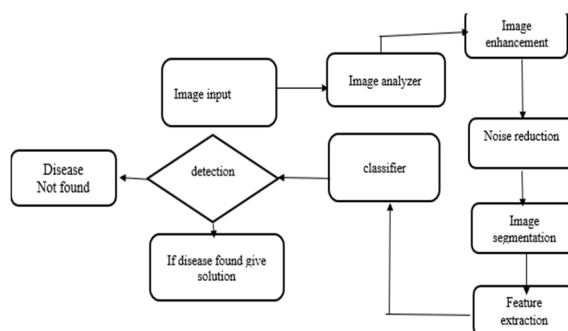 Image input
Image analyzer
Image
enhancement
Noise reduction
Image
segmentation
Feature
extraction
classifier
detection
Disease
Not found
If disease found give
solution